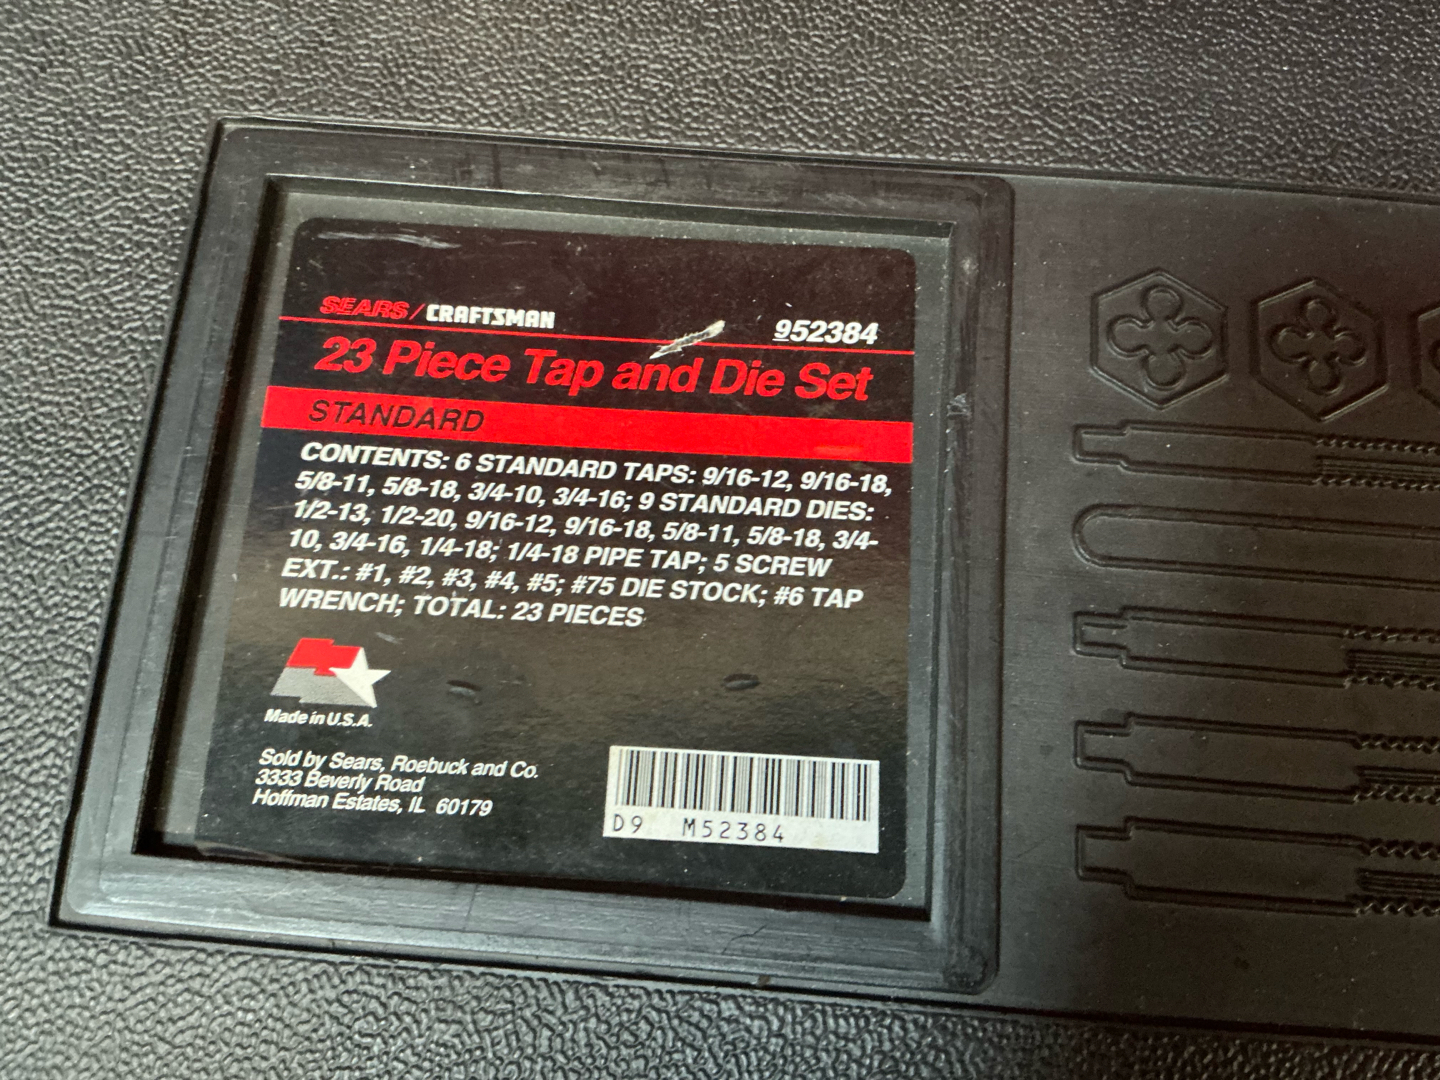 SEARS/CRAFTSMAN
952384
23 Piece Tap and Die Set
STANDARD
CONTENTS: 6 STANDARD TAPS: 9/16-12, 9/16-18,
5/8-11, 5/8-18, 3/4-10, 3/4-16; 9 STANDARD DIES:
1/2-13, 1/2-20, 9/16-12, 9/16-18, 5/8-11, 5/8-18, 3/4-
10, 3/4-16, 1/4-18; 1/4-18 PIPE TAP; 5 SCREW
EXT.: #1, #2, #3, #4, #5; #75 DIE STOCK; #6 TAP
WRENCH; TOTAL: 23 PIECES
Made in U.S.A.
Sold by Sears, Roebuck and Co.
3333 Beverly Road
Hoffman Estates, IL 60179
D9 M52384